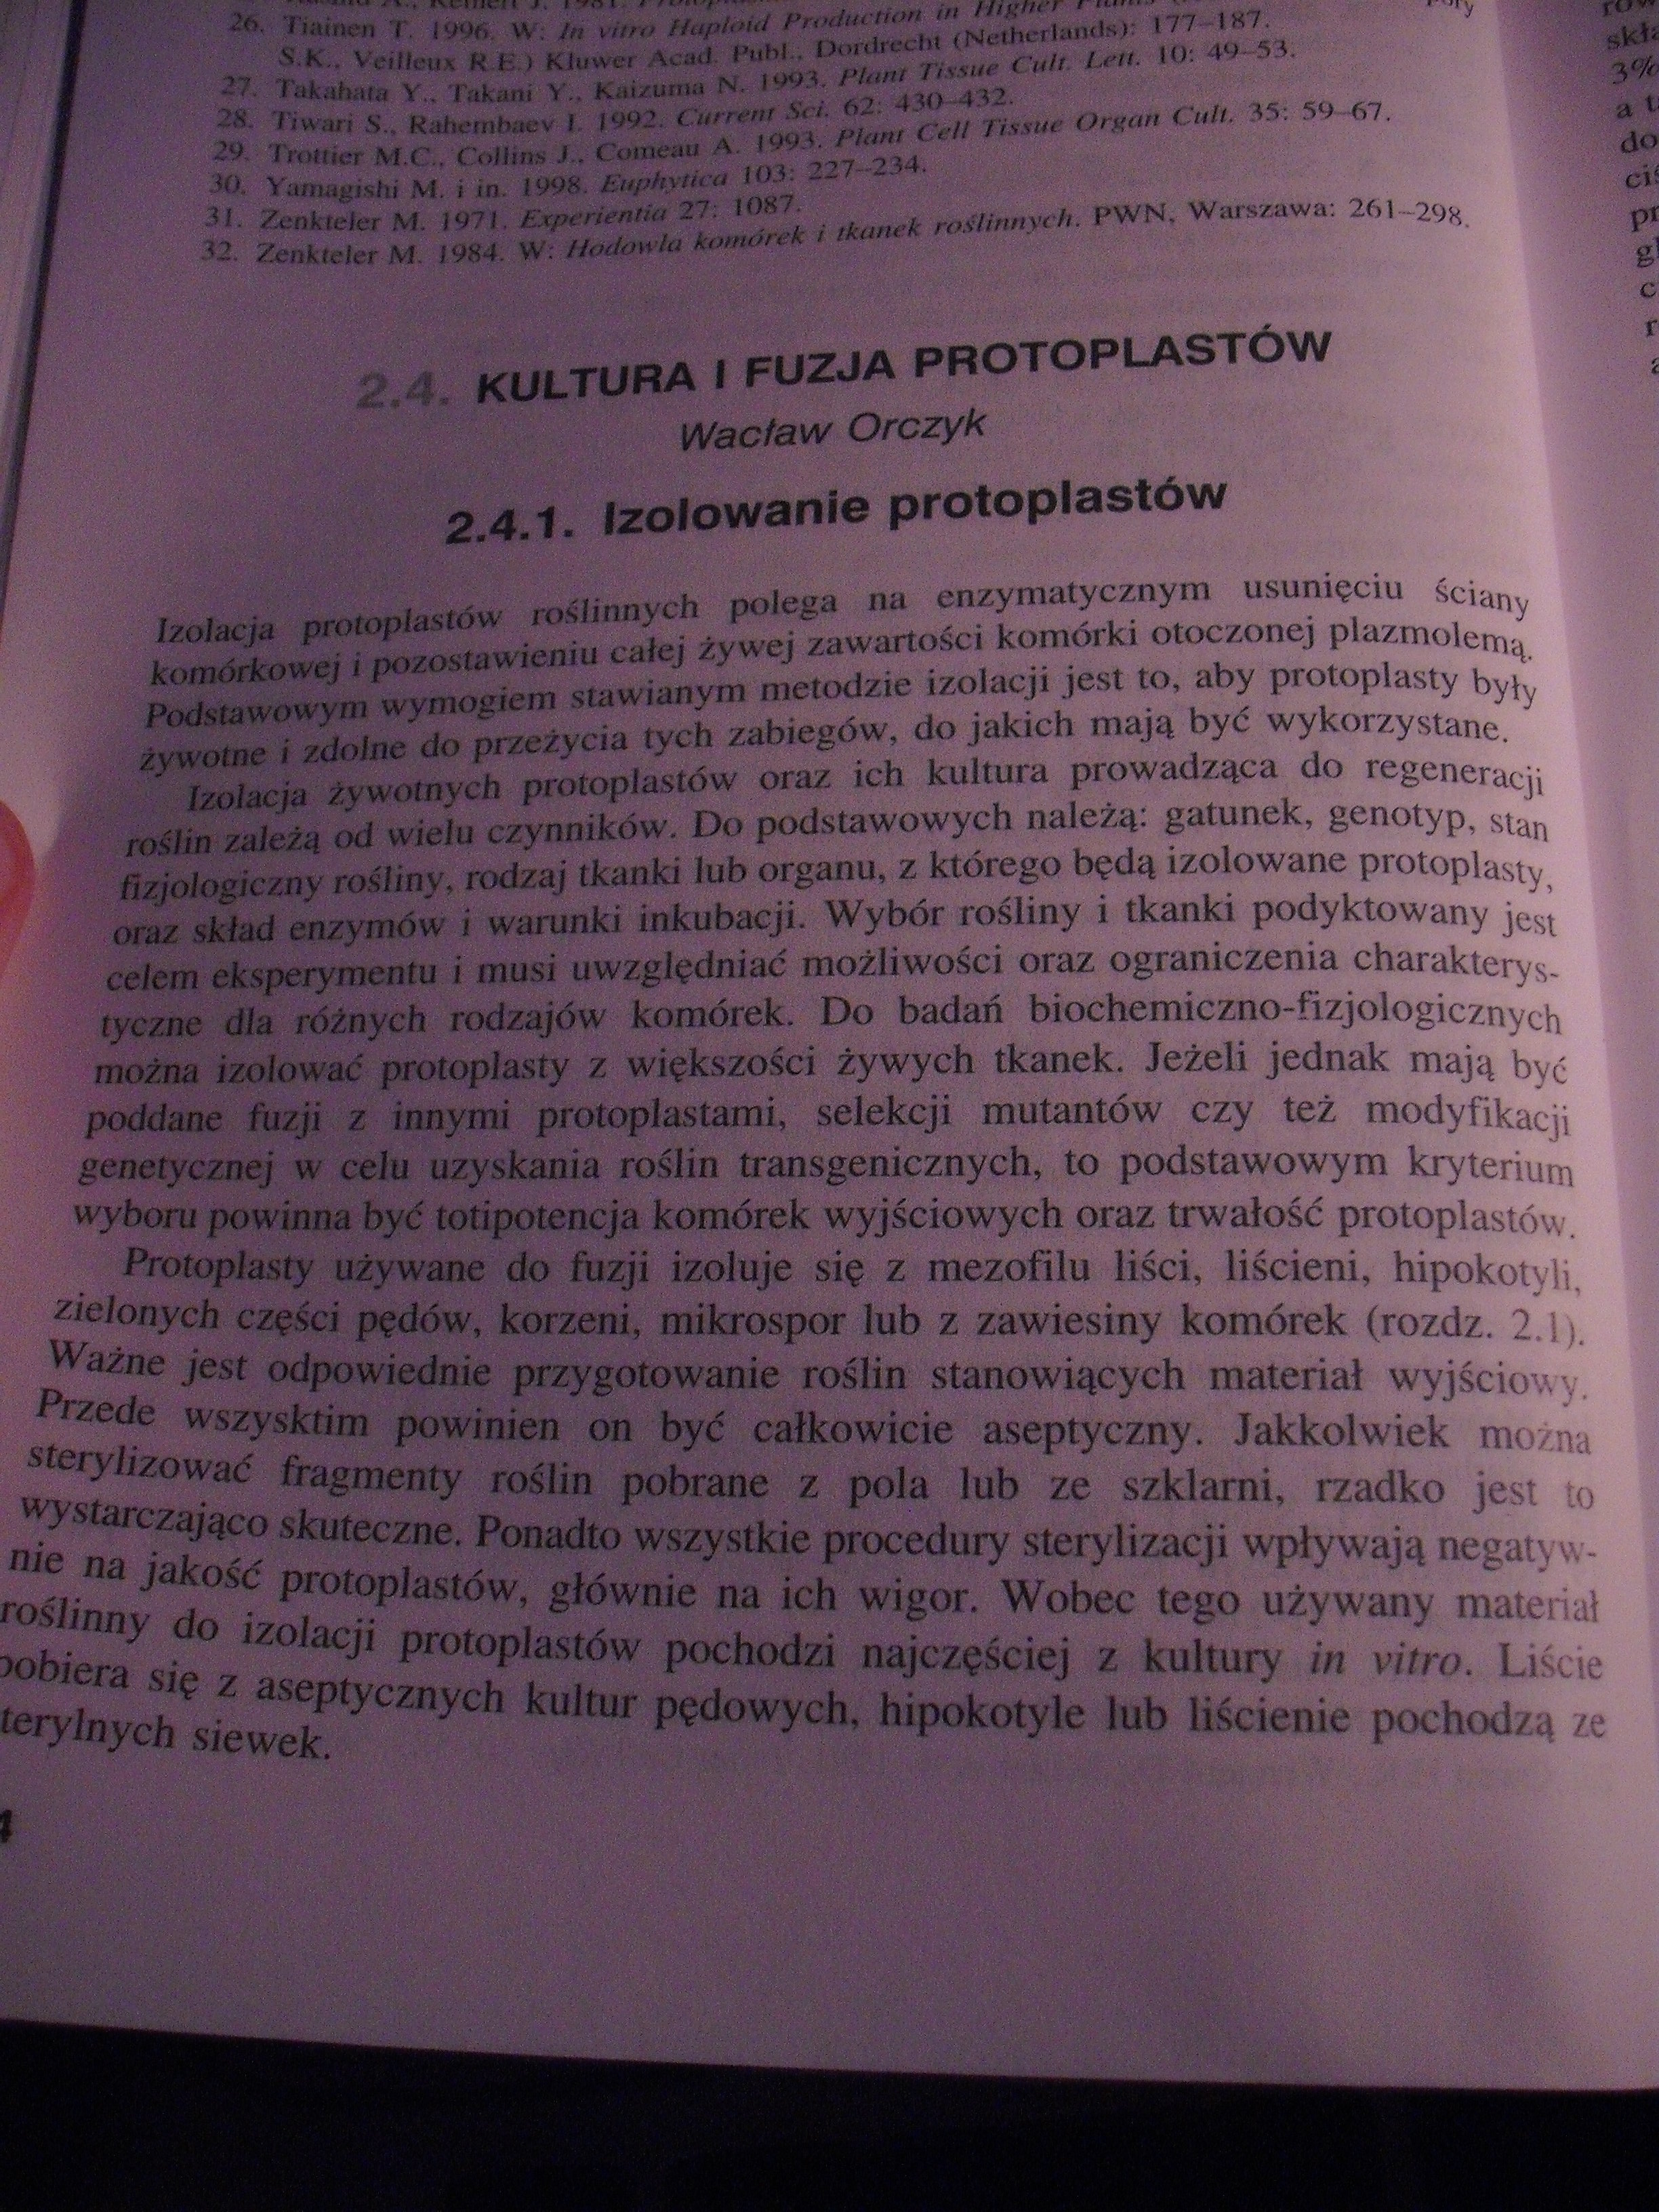 26. Tiainen T. 1996. W: In vitro Haploid Production in Higher
S.K., Veilleux R.E.) Kluwer Acad. Publ., Dordrecht (Netherlands): 177–187.
27. Takahata Y., Takani Y., Kaizuma N. 1993. Plant Tissue Cult. Lett. 10: 49–53.
28. Tiwari S., Rahembaev I. 1992. Current Sci. 62: 430–432.
29. Trottier M.C., Collins J., Comeau A. 1993. Plant Cell Tissue Organ Cult. 35: 59–67.
30. Yamagishi M. i in. 1998. Euphytica 103: 227–234.
31. Zenkteler M. 1971. Experientia 27: 1087.
32. Zenkteler M. 1984. W: Hodowla komórek i tkanek roślinnych. PWN, Warszawa: 261–298.
2.4. KULTURA I FUZJA PROTOPLASTÓW
Wacław Orczyk
2.4.1. Izolowanie protoplastów
Izolacja protoplastów roślinnych polega na enzymatycznym usunięciu ściany
komórkowej i pozostawieniu całej żywej zawartości komórki otoczonej plazmolemą.
Podstawowym wymogiem stawianym metodzie izolacji jest to, aby protoplasty były
żywotne i zdolne do przeżycia tych zabiegów, do jakich mają być wykorzystane.
Izolacja żywotnych protoplastów oraz ich kultura prowadząca do regeneracji
roślin zależą od wielu czynników. Do podstawowych należą: gatunek, genotyp, stan
fizjologiczny rośliny, rodzaj tkanki lub organu, z którego będą izolowane protoplasty,
oraz skład enzymów i warunki inkubacji. Wybór rośliny i tkanki podyktowany jest
celem eksperymentu i musi uwzględniać możliwości oraz ograniczenia charakterys-
tyczne dla różnych rodzajów komórek. Do badań biochemiczno-fizjologicznych
można izolować protoplasty z większości żywych tkanek. Jeżeli jednak mają być
poddane fuzji z innymi protoplastami, selekcji mutantów czy też modyfikacji
genetycznej w celu uzyskania roślin transgenicznych, to podstawowym kryterium
wyboru powinna być totipotencja komórek wyjściowych oraz trwałość protoplastów.
Protoplasty używane do fuzji izoluje się z mezofilu liści, liścieni, hipokotyli,
zielonych części pędów, korzeni, mikrospor lub z zawiesiny komórek (rozdz. 2.1).
Ważne jest odpowiednie przygotowanie roślin stanowiących materiał wyjściowy.
Przede wszysktim powinien on być całkowicie aseptyczny. Jakkolwiek można
sterylizować fragmenty roślin pobrane z pola lub ze szklarni, rzadko jest to
wystarczająco skuteczne. Ponadto wszystkie procedury sterylizacji wpływają negatyw-
nie na jakość protoplastów, głównie na ich wigor. Wobec tego używany materiał
roślinny do izolacji protoplastów pochodzi najczęściej z kultury in vitro. Liście
pobiera się z aseptycznych kultur pędowych, hipokotyle lub liścienie pochodzą ze
terylnych siewek.
4